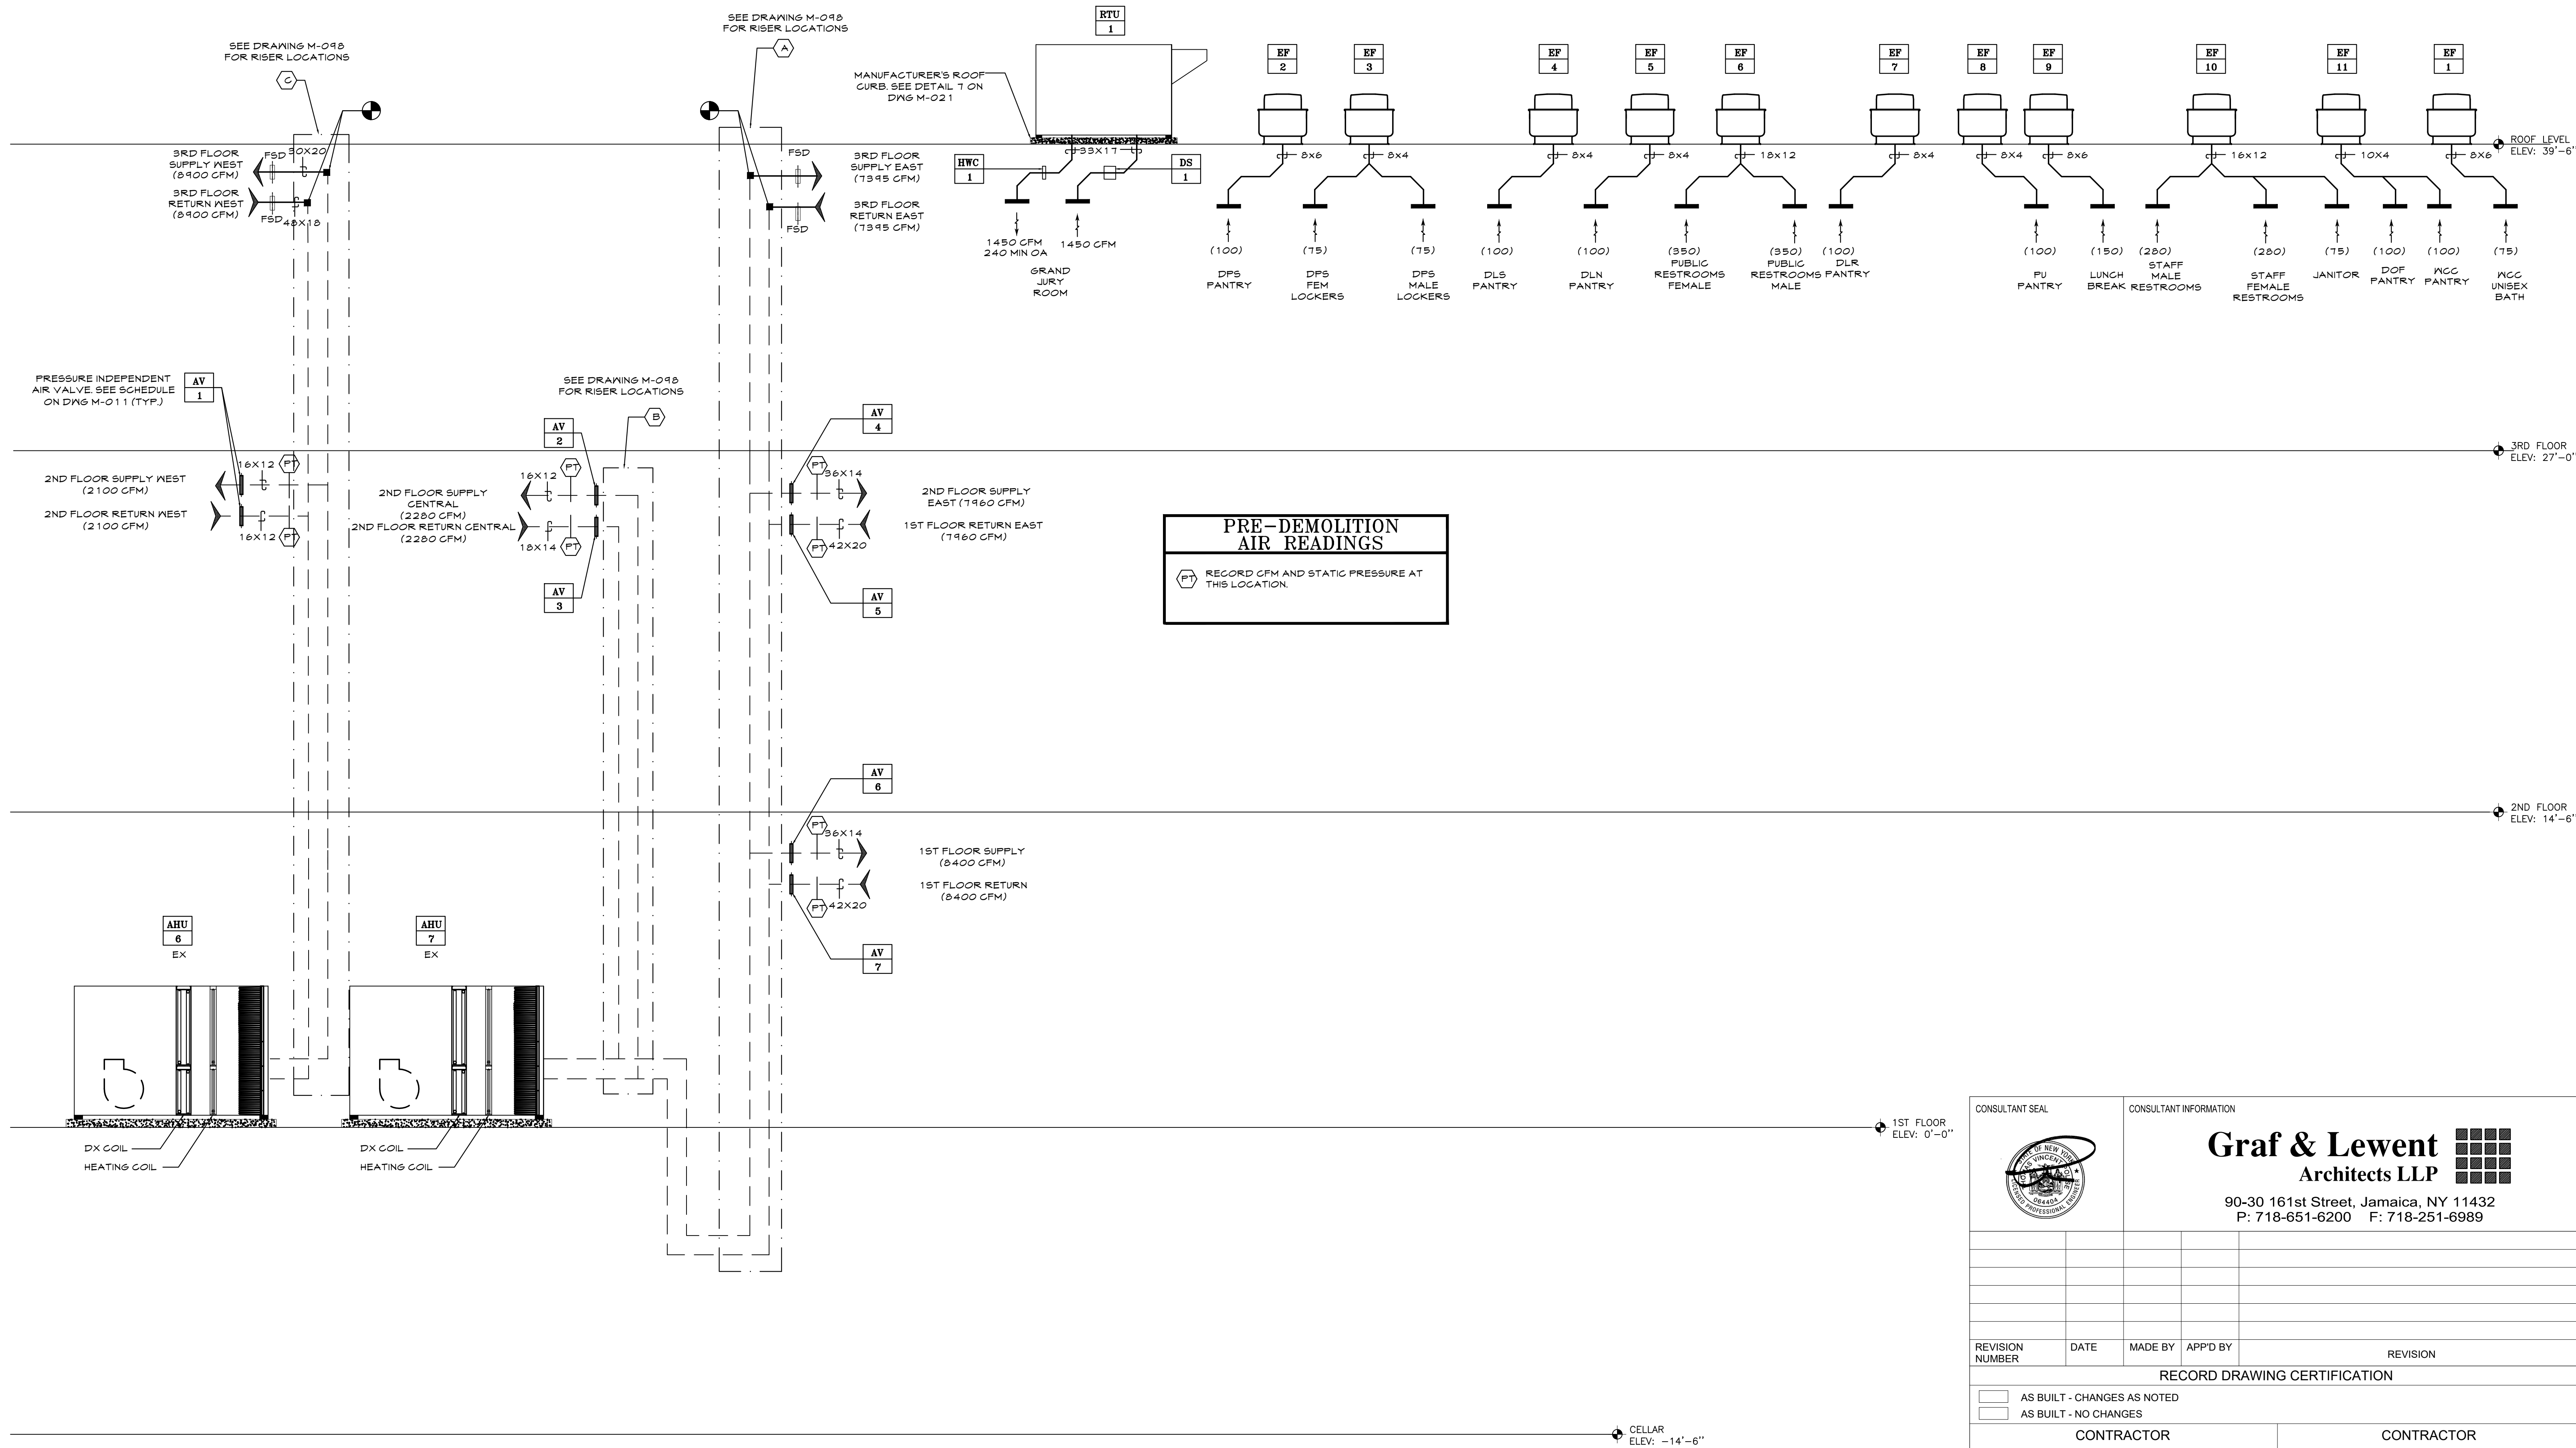 SEE DRAWING M-098
FOR RISER LOCATIONS
C
SEE DRAWING M-098
FOR RISER LOCATIONS
A
RTU
1
MANUFACTURER'S ROOF
CURB. SEE DETAIL 7 ON
DWG M-021
EF
2
EF
3
EF
4
EF
5
EF
6
EF
7
EF
8
EF
9
EF
10
EF
11
EF
1
ROOF LEVEL
ELEV: 39'-6"
3RD FLOOR
SUPPLY WEST
(8900 CFM)
FSD
30X20
3RD FLOOR
RETURN WEST
(8900 CFM)
FSD
48X18
FSD
3RD FLOOR
SUPPLY EAST
(7395 CFM)
3RD FLOOR
RETURN EAST
(7395 CFM)
FSD
HWC
1
33X17
DS
1
8X6
8X4
8X4
8X4
18X12
8X4
8X4
8X6
16X12
10X4
8X6
1450 CFM
240 MIN OA
1450 CFM
GRAND
JURY
ROOM
(100)
DPS
PANTRY
(75)
DPS
FEM
LOCKERS
(75)
DPS
MALE
LOCKERS
(100)
DLS
PANTRY
(100)
DLN
PANTRY
(350)
PUBLIC
RESTROOMS
FEMALE
(350)
PUBLIC
RESTROOMS
MALE
(100)
DLR
PANTRY
(100)
PU
PANTRY
(150)
LUNCH
BREAK
(280)
STAFF
MALE
RESTROOMS
(280)
STAFF
FEMALE
RESTROOMS
(75)
JANITOR
(100)
DOF
PANTRY
(100)
WCC
PANTRY
(75)
WCC
UNISEX
BATH
PRESSURE INDEPENDENT
AIR VALVE. SEE SCHEDULE
ON DWG M-011 (TYP.)
AV
1
SEE DRAWING M-098
FOR RISER LOCATIONS
B
AV
2
AV
4
3RD FLOOR
ELEV: 27'-0"
16X12
PT
2ND FLOOR SUPPLY WEST
(2100 CFM)
2ND FLOOR RETURN WEST
(2100 CFM)
16X12
PT
16X12
PT
2ND FLOOR SUPPLY
CENTRAL
(2280 CFM)
2ND FLOOR RETURN CENTRAL
(2280 CFM)
18X14
PT
AV
3
PT
36X14
2ND FLOOR SUPPLY
EAST (7960 CFM)
1ST FLOOR RETURN EAST
(7960 CFM)
PT
42X20
AV
5
PRE-DEMOLITION
AIR READINGS
PT
RECORD CFM AND STATIC PRESSURE AT
THIS LOCATION.
AV
6
2ND FLOOR
ELEV: 14'-6"
PT
36X14
1ST FLOOR SUPPLY
(8400 CFM)
1ST FLOOR RETURN
(8400 CFM)
PT
42X20
AV
7
AHU
6
EX
AHU
7
EX
DX COIL
HEATING COIL
DX COIL
HEATING COIL
1ST FLOOR
ELEV: 0'-0"
CELLAR
ELEV: -14'-6"
CONSULTANT SEAL
CONSULTANT INFORMATION
STATE OF NEW YORK
VINCENT
064404
LICENSED PROFESSIONAL ENGINEER
Graf & Lewent
Architects LLP
90-30 161st Street, Jamaica, NY 11432
P: 718-651-6200 F: 718-251-6989
REVISION
NUMBER
DATE
MADE BY
APP'D BY
REVISION
RECORD DRAWING CERTIFICATION
AS BUILT - CHANGES AS NOTED
AS BUILT - NO CHANGES
CONTRACTOR
CONTRACTOR